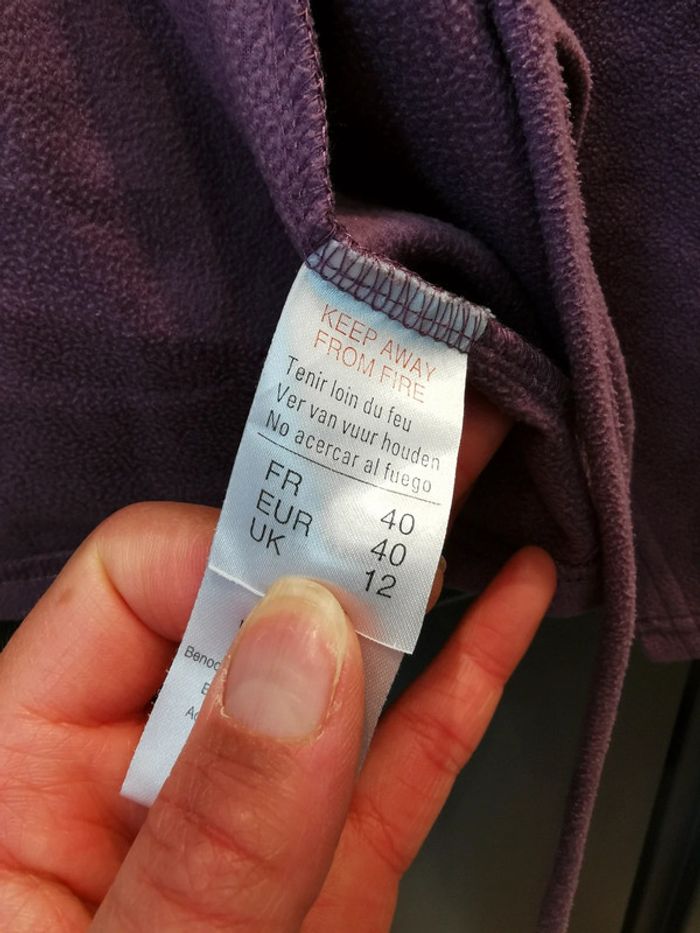 KEEP AWAY
FROM FIRE
Tenir loin du feu
Ver van vuur houden
No acercar al fuego
FR 40
EUR 40
UK 12